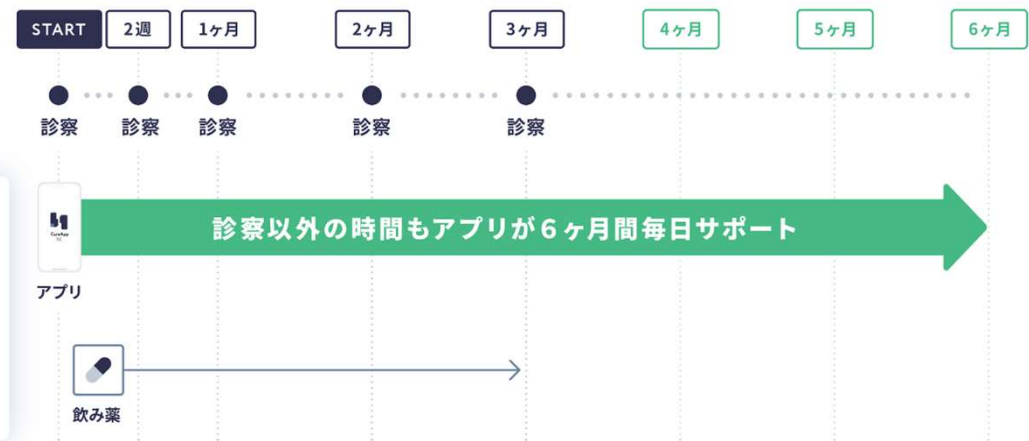 START 2週 1ヶ月 2ヶ月 3ヶ月 4ヶ月 5ヶ月 6ヶ月
診察 診察 診察 診察 診察
CureApp
診察以外の時間もアプリが6ヶ月間毎日サポート
アプリ
飲み薬